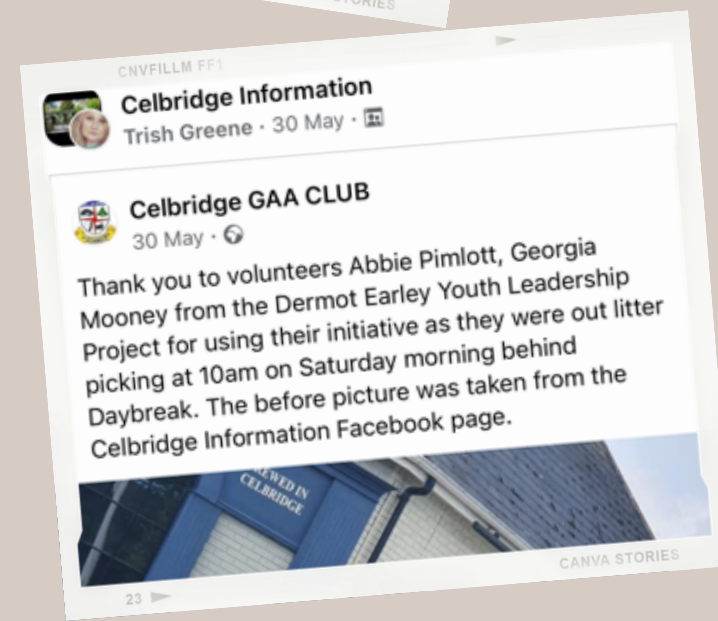 STORIES
CNVFILLM FF1
Celbridge Information
Trish Greene · 30 May ·
Celbridge GAA CLUB
30 May ·
Thank you to volunteers Abbie Pimlott, Georgia
Mooney from the Dermot Earley Youth Leadership
Project for using their initiative as they were out litter
picking at 10am on Saturday morning behind
Daybreak. The before picture was taken from the
Celbridge Information Facebook page.
CELBRIDGE
CANVA STORIES
23